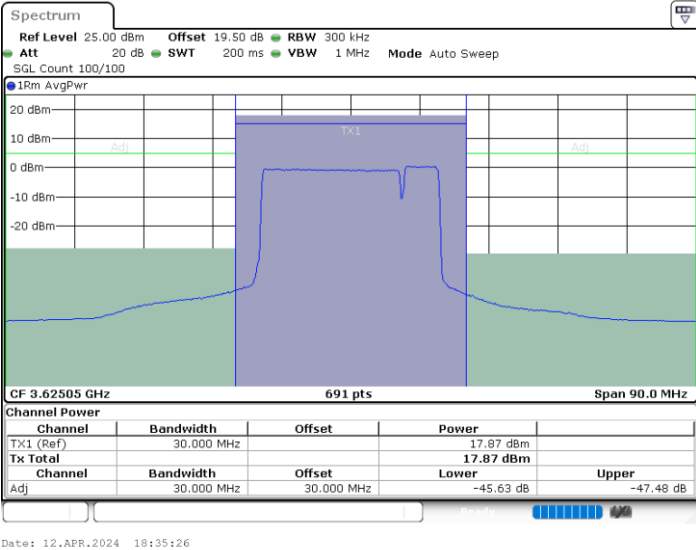 Spectrum
Ref Level 25.00 dBm Offset 19.50 dB RBW 300 kHz
Att 20 dB SWT 200 ms VBW 1 MHz Mode Auto Sweep
SGL Count 100/100
1Rm AvgPwr
20 dBm
TX1
10 dBm
Adj Adj
0 dBm
-10 dBm
-20 dBm
CF 3.62505 GHz 691 pts Span 90.0 MHz
Channel Power
Channel Bandwidth Offset Power
TX1 (Ref) 30.000 MHz 17.87 dBm
Tx Total 17.87 dBm
Channel Bandwidth Offset Lower Upper
Adj 30.000 MHz 30.000 MHz -45.63 dB -47.48 dB
Ready
Date: 12.APR.2024 18:35:26